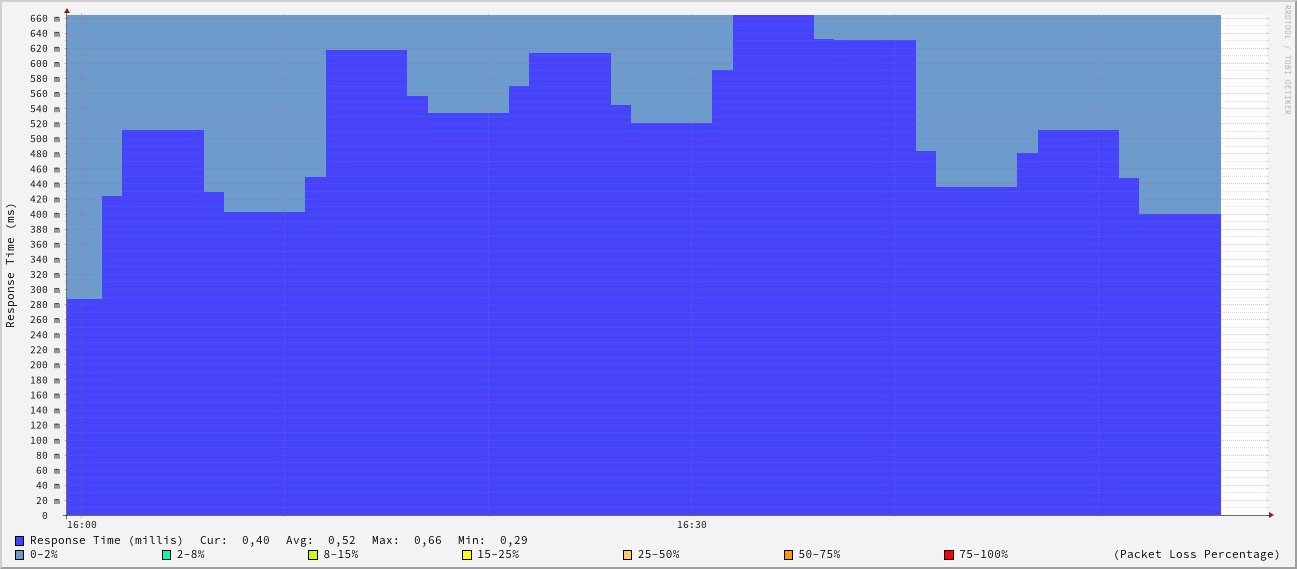 RRDTOOL / TOBI OETIKER
Response Time (ms)
660 m
640 m
620 m
600 m
580 m
560 m
540 m
520 m
500 m
480 m
460 m
440 m
420 m
400 m
380 m
360 m
340 m
320 m
300 m
280 m
260 m
240 m
220 m
200 m
180 m
160 m
140 m
120 m
100 m
80 m
60 m
40 m
20 m
0
16:00 16:30
Response Time (millis) Cur: 0,40 Avg: 0,52 Max: 0,66 Min: 0,29
0-2% 2-8% 8-15% 15-25% 25-50% 50-75% 75-100% (Packet Loss Percentage)